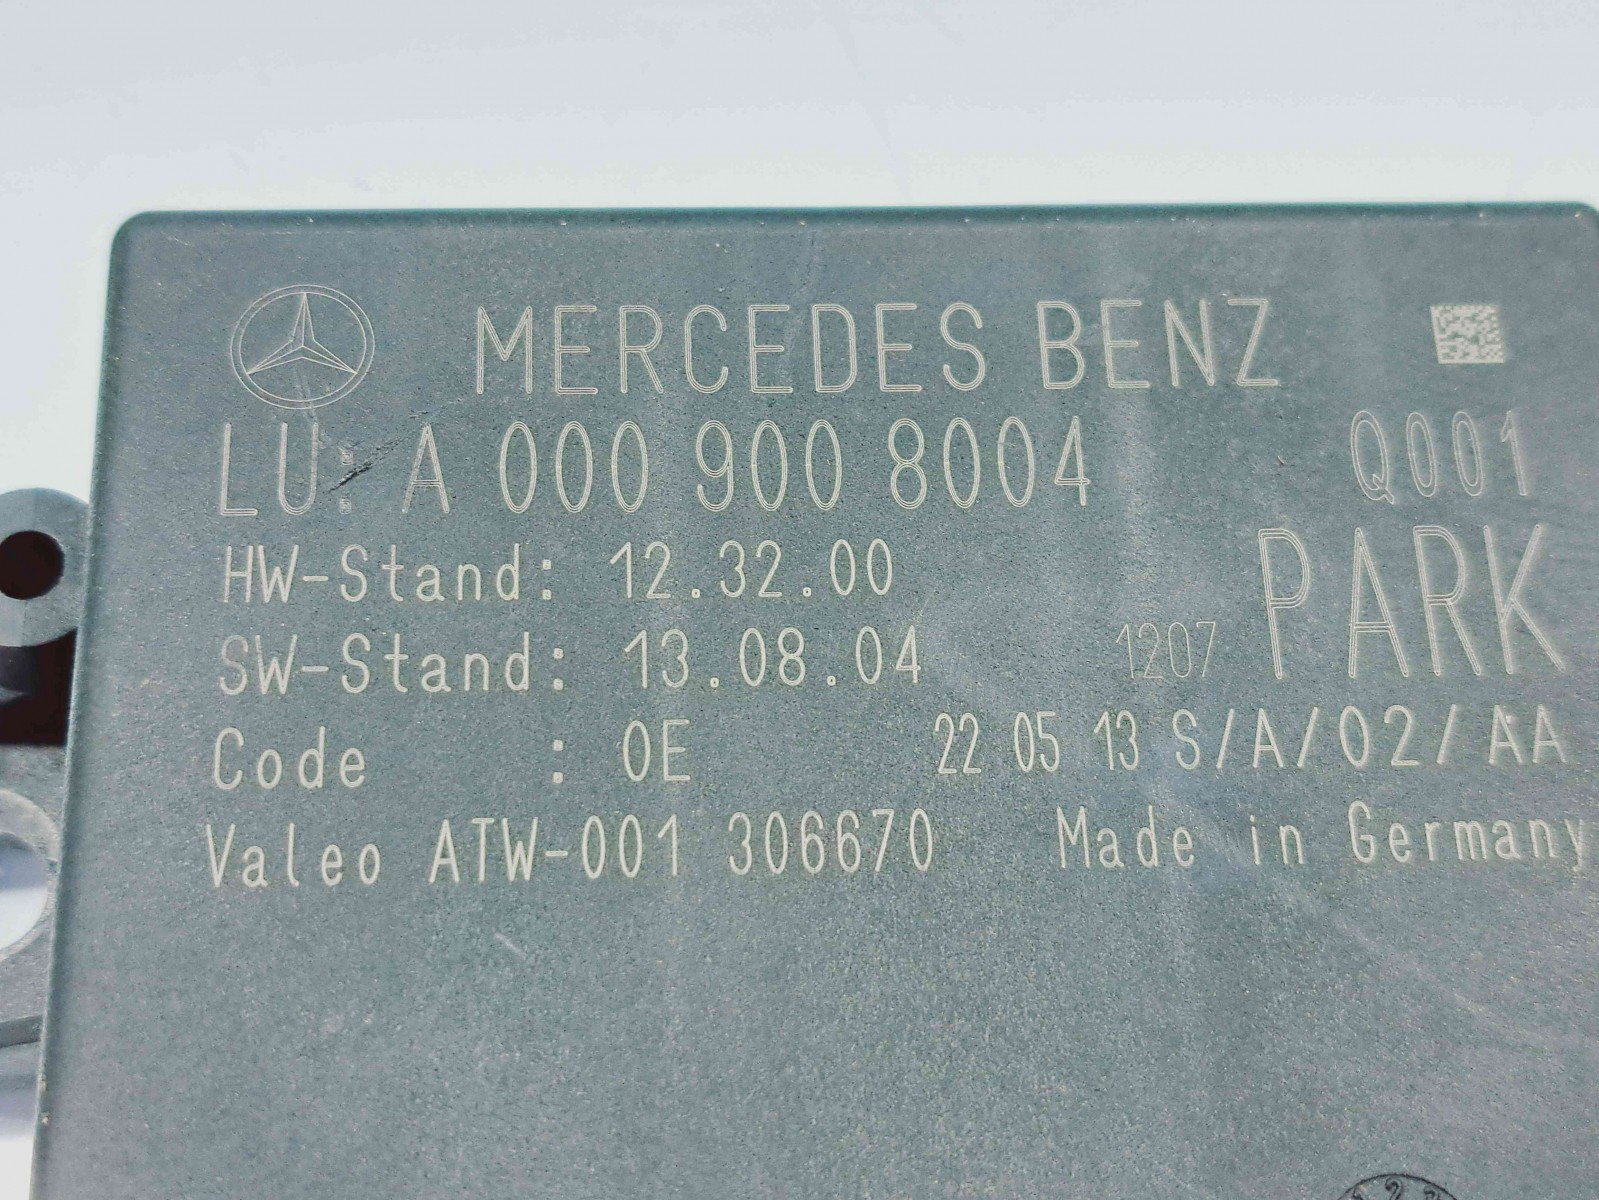 MERCEDES BENZ
LU: A 000 900 8004 Q001
HW-Stand: 12.32.00
PARK
SW-Stand: 13.08.04 1207
Code : 0E 22 05 13 S/A/02/AA
Valeo ATW-001 306670 Made in Germany